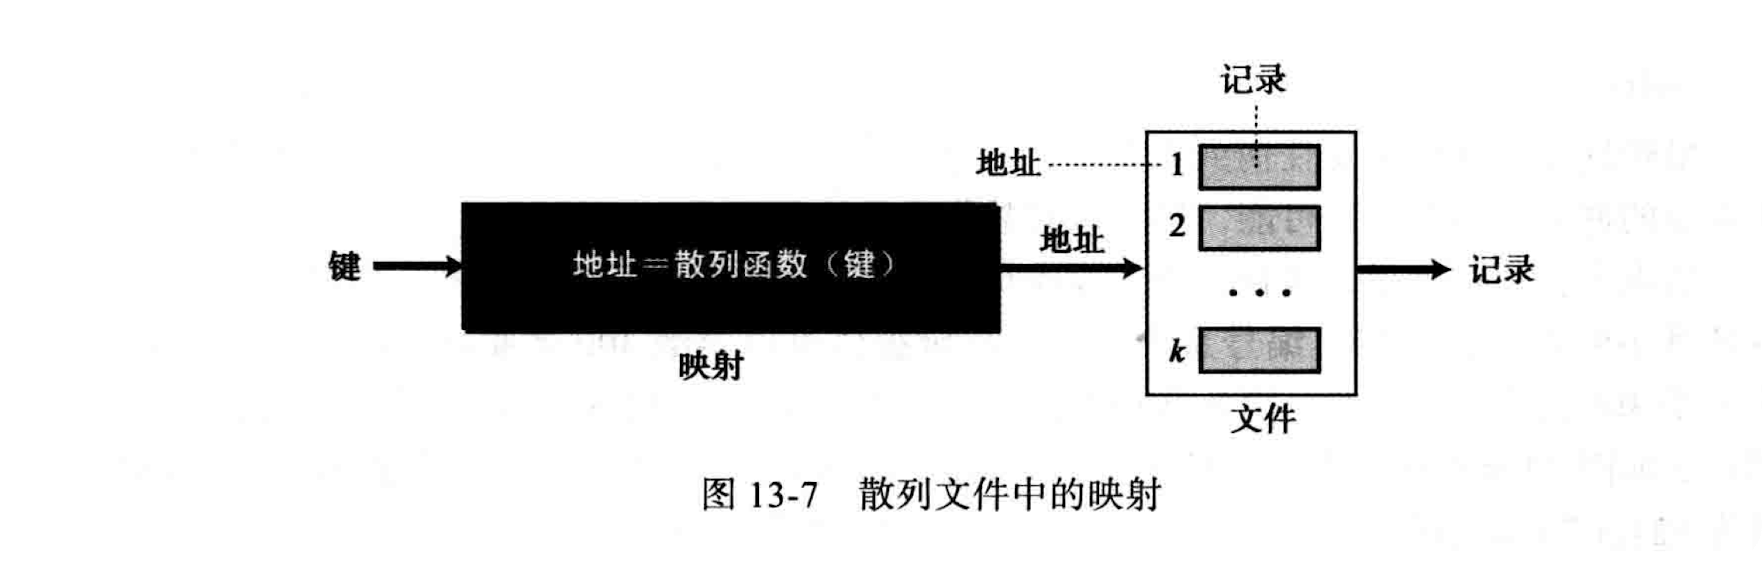 记录
地址 1
2
键 地址＝散列函数（键） 地址 记录
...
k
映射
文件
图 13-7 散列文件中的映射